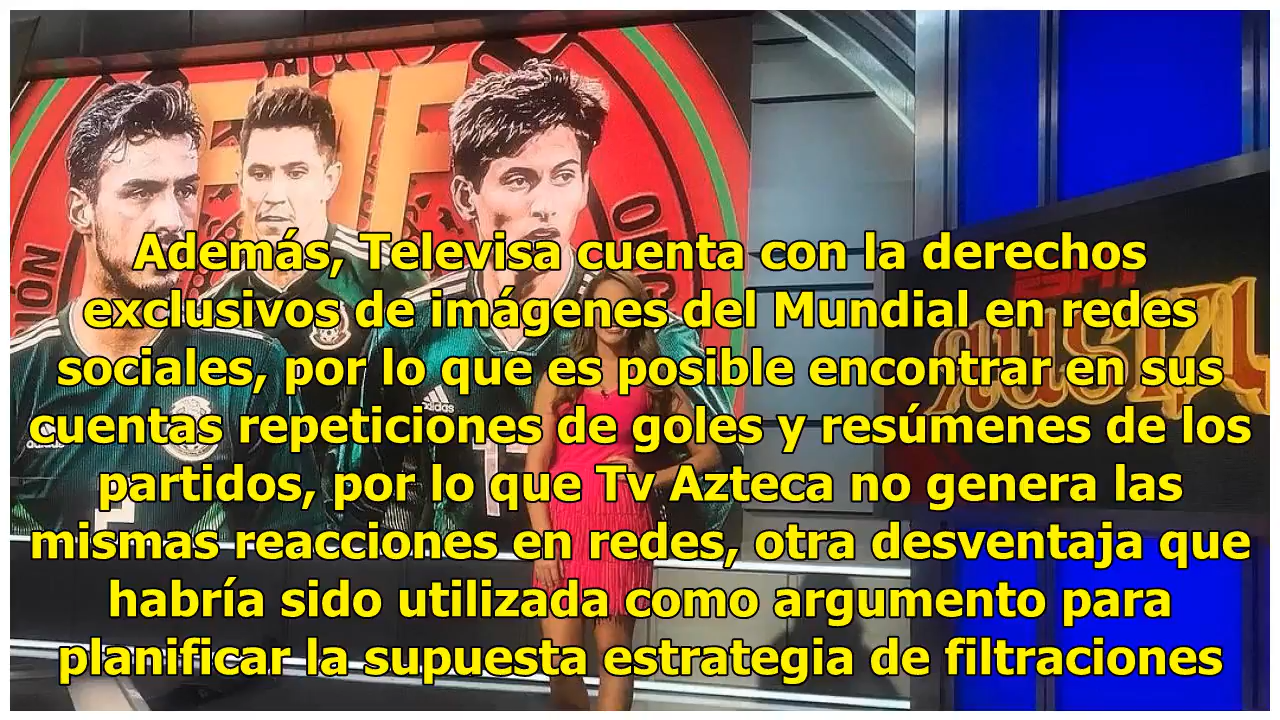 FMF
Además, Televisa cuenta con la derechos
exclusivos de imágenes del Mundial en redes
sociales, por lo que es posible encontrar en sus
cuentas repeticiones de goles y resúmenes de los
partidos, por lo que Tv Azteca no genera las
mismas reacciones en redes, otra desventaja que
habría sido utilizada como argumento para
planificar la supuesta estrategia de filtraciones
ESPN
adidas